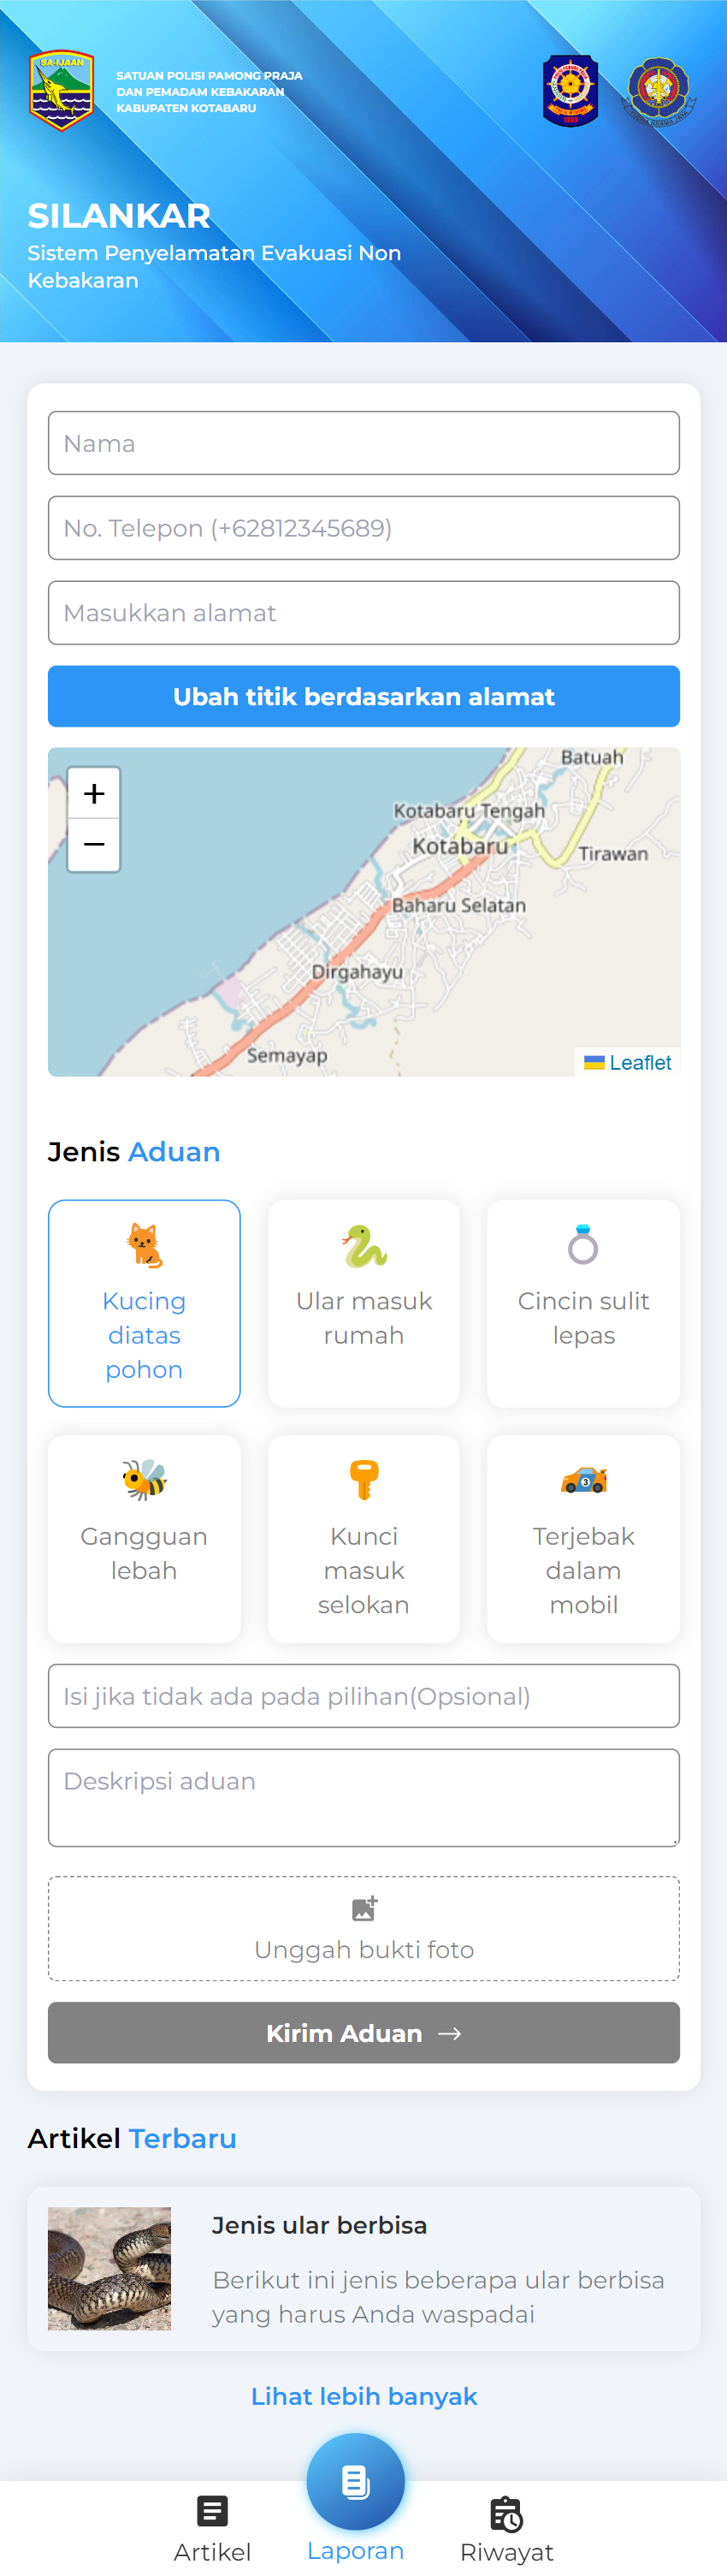 SA-IJAAN
SATUAN POLISI PAMONG PRAJA
DAN PEMADAM KEBAKARAN
KABUPATEN KOTABARU
SILANKAR
Sistem Penyelamatan Evakuasi Non
Kebakaran
Nama
No. Telepon (+62812345689)
Masukkan alamat
Ubah titik berdasarkan alamat
+
−
Batuah
Kotabaru Tengah
Kotabaru
Tirawan
Baharu Selatan
Dirgahayu
Semayap
Leaflet
Jenis Aduan
Kucing
diatas
pohon
Ular masuk
rumah
Cincin sulit
lepas
Gangguan
lebah
Kunci
masuk
selokan
3
Terjebak
dalam
mobil
Isi jika tidak ada pada pilihan(Opsional)
Deskripsi aduan
Unggah bukti foto
Kirim Aduan →
Artikel Terbaru
Jenis ular berbisa
Berikut ini jenis beberapa ular berbisa
yang harus Anda waspadai
Lihat lebih banyak
Artikel
Laporan
Riwayat